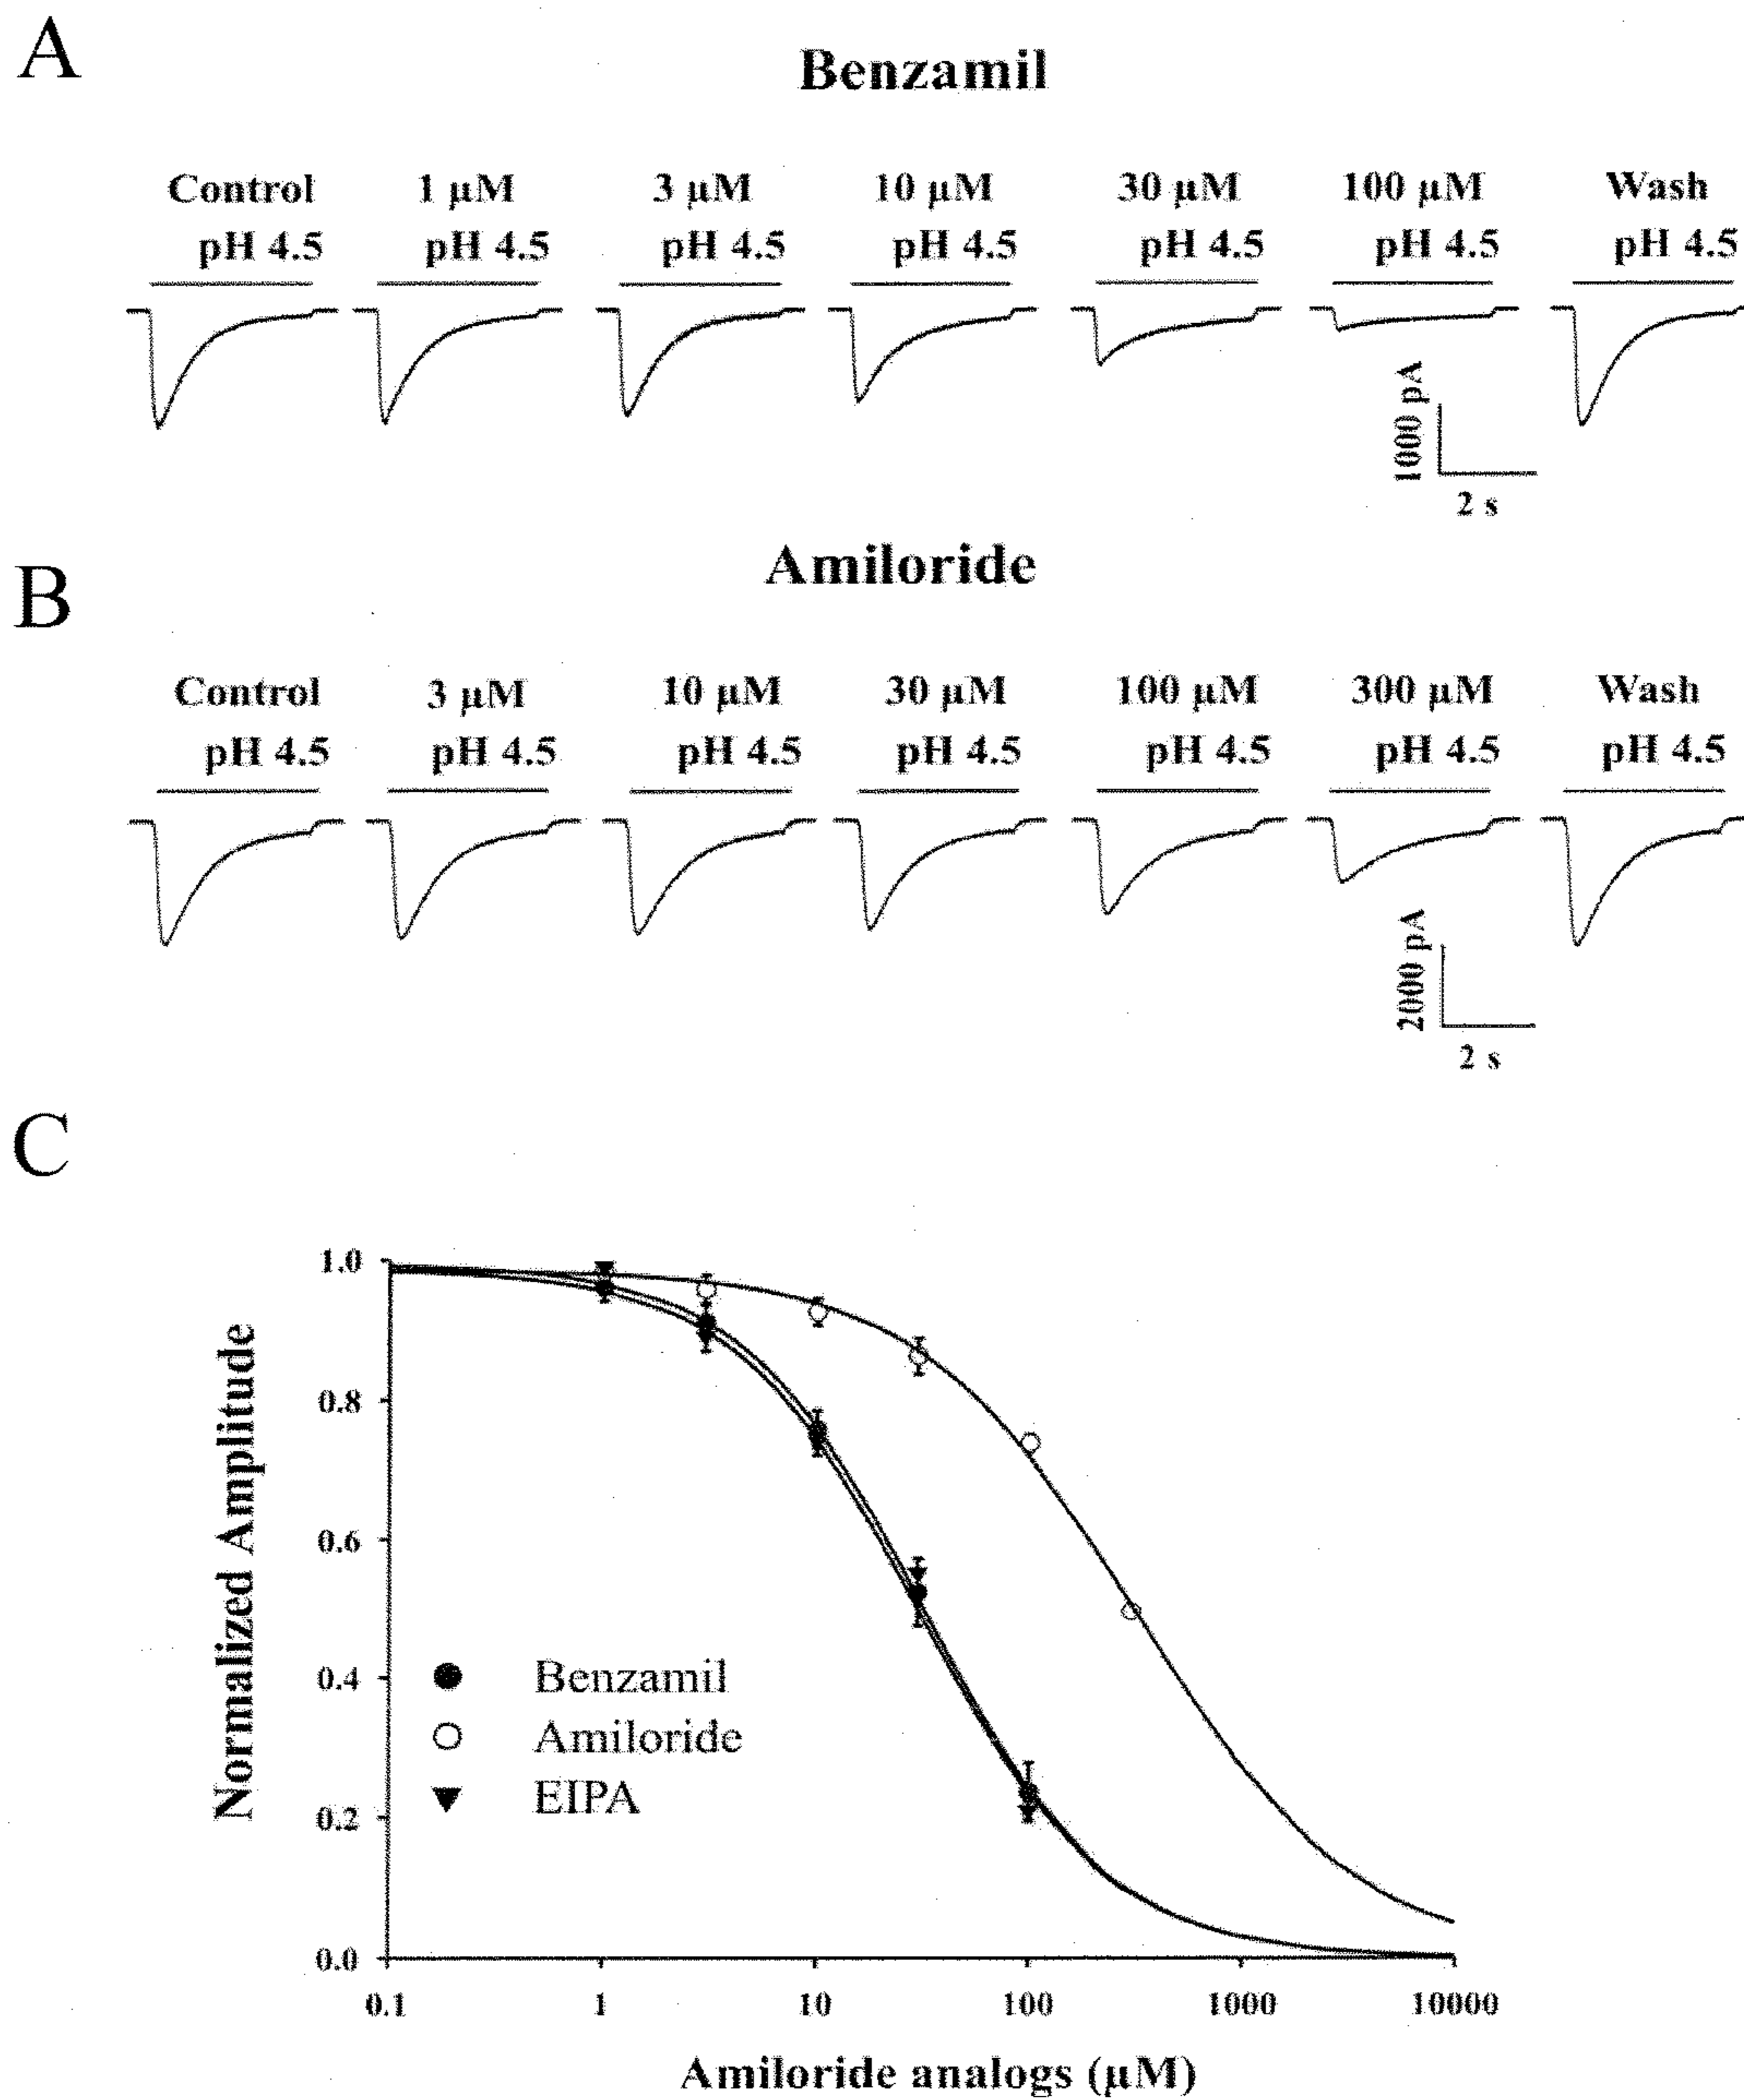 A
Benzamil
Control 1 µM 3 µM 10 µM 30 µM 100 µM Wash
pH 4.5 pH 4.5 pH 4.5 pH 4.5 pH 4.5 pH 4.5 pH 4.5
1000 pA
2 s
B
Amiloride
Control 3 µM 10 µM 30 µM 100 µM 300 µM Wash
pH 4.5 pH 4.5 pH 4.5 pH 4.5 pH 4.5 pH 4.5 pH 4.5
2000 pA
2 s
C
Normalized Amplitude
1.0
0.8
0.6
0.4
0.2
0.0
Benzamil
Amiloride
EIPA
0.1 1 10 100 1000 10000
Amiloride analogs (µM)